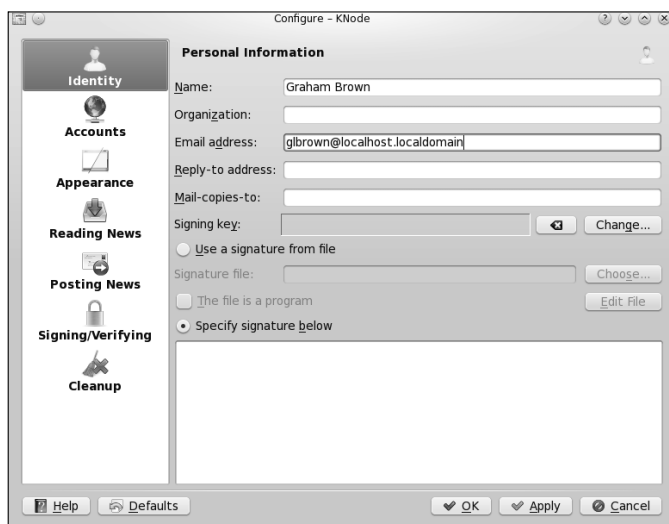 Configure – KNode
Identity
Accounts
Appearance
Reading News
Posting News
Signing/Verifying
Cleanup
Personal Information
Name: Graham Brown
Organization:
Email address: glbrown@localhost.localdomain
Reply-to address:
Mail-copies-to:
Signing key: Change...
Use a signature from file
Signature file: Choose...
The file is a program Edit File
Specify signature below
Help Defaults OK Apply Cancel